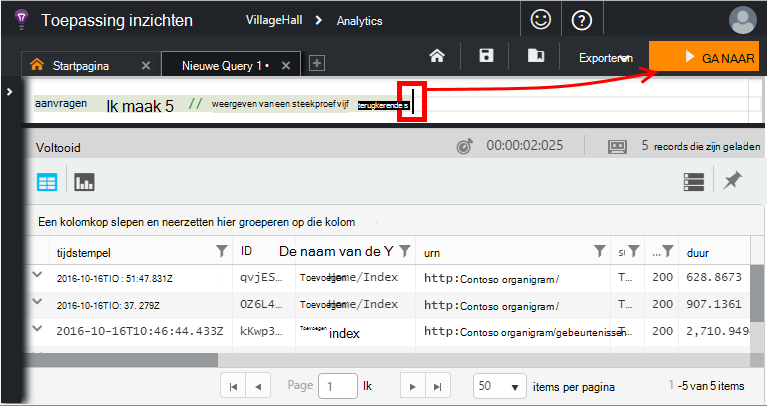 Toepassing inzichten VillageHall Analytics
Startpagina Nieuwe Query 1 • Exporteren GA NAAR
aanvragen Ik maak 5 // weergeven van een steekproef vijf terugkerende s
Voltooid 00:00:02:025 5 records die zijn geladen
Een kolomkop slepen en neerzetten hier groeperen op die kolom
tijdstempel ID De naam van de Y urn s ... duur
2016-10-16TIO : 51:47.831Z qvjES... Toevoegen Home/Index http:Contoso organigram/ T... 200 628.8673
2016-10-16TIO: 37. 279Z OZ6L4... Toevoegen Home/Index http:Contoso organigram/ T... 200 907.1361
2016-10-16T10:46:44.433Z kKwp3... Toevoegen index http:Contoso organigram/gebeurtenissen T... 200 2,710.949
Page 1 Ik 50 items per pagina 1 -5 van 5 items